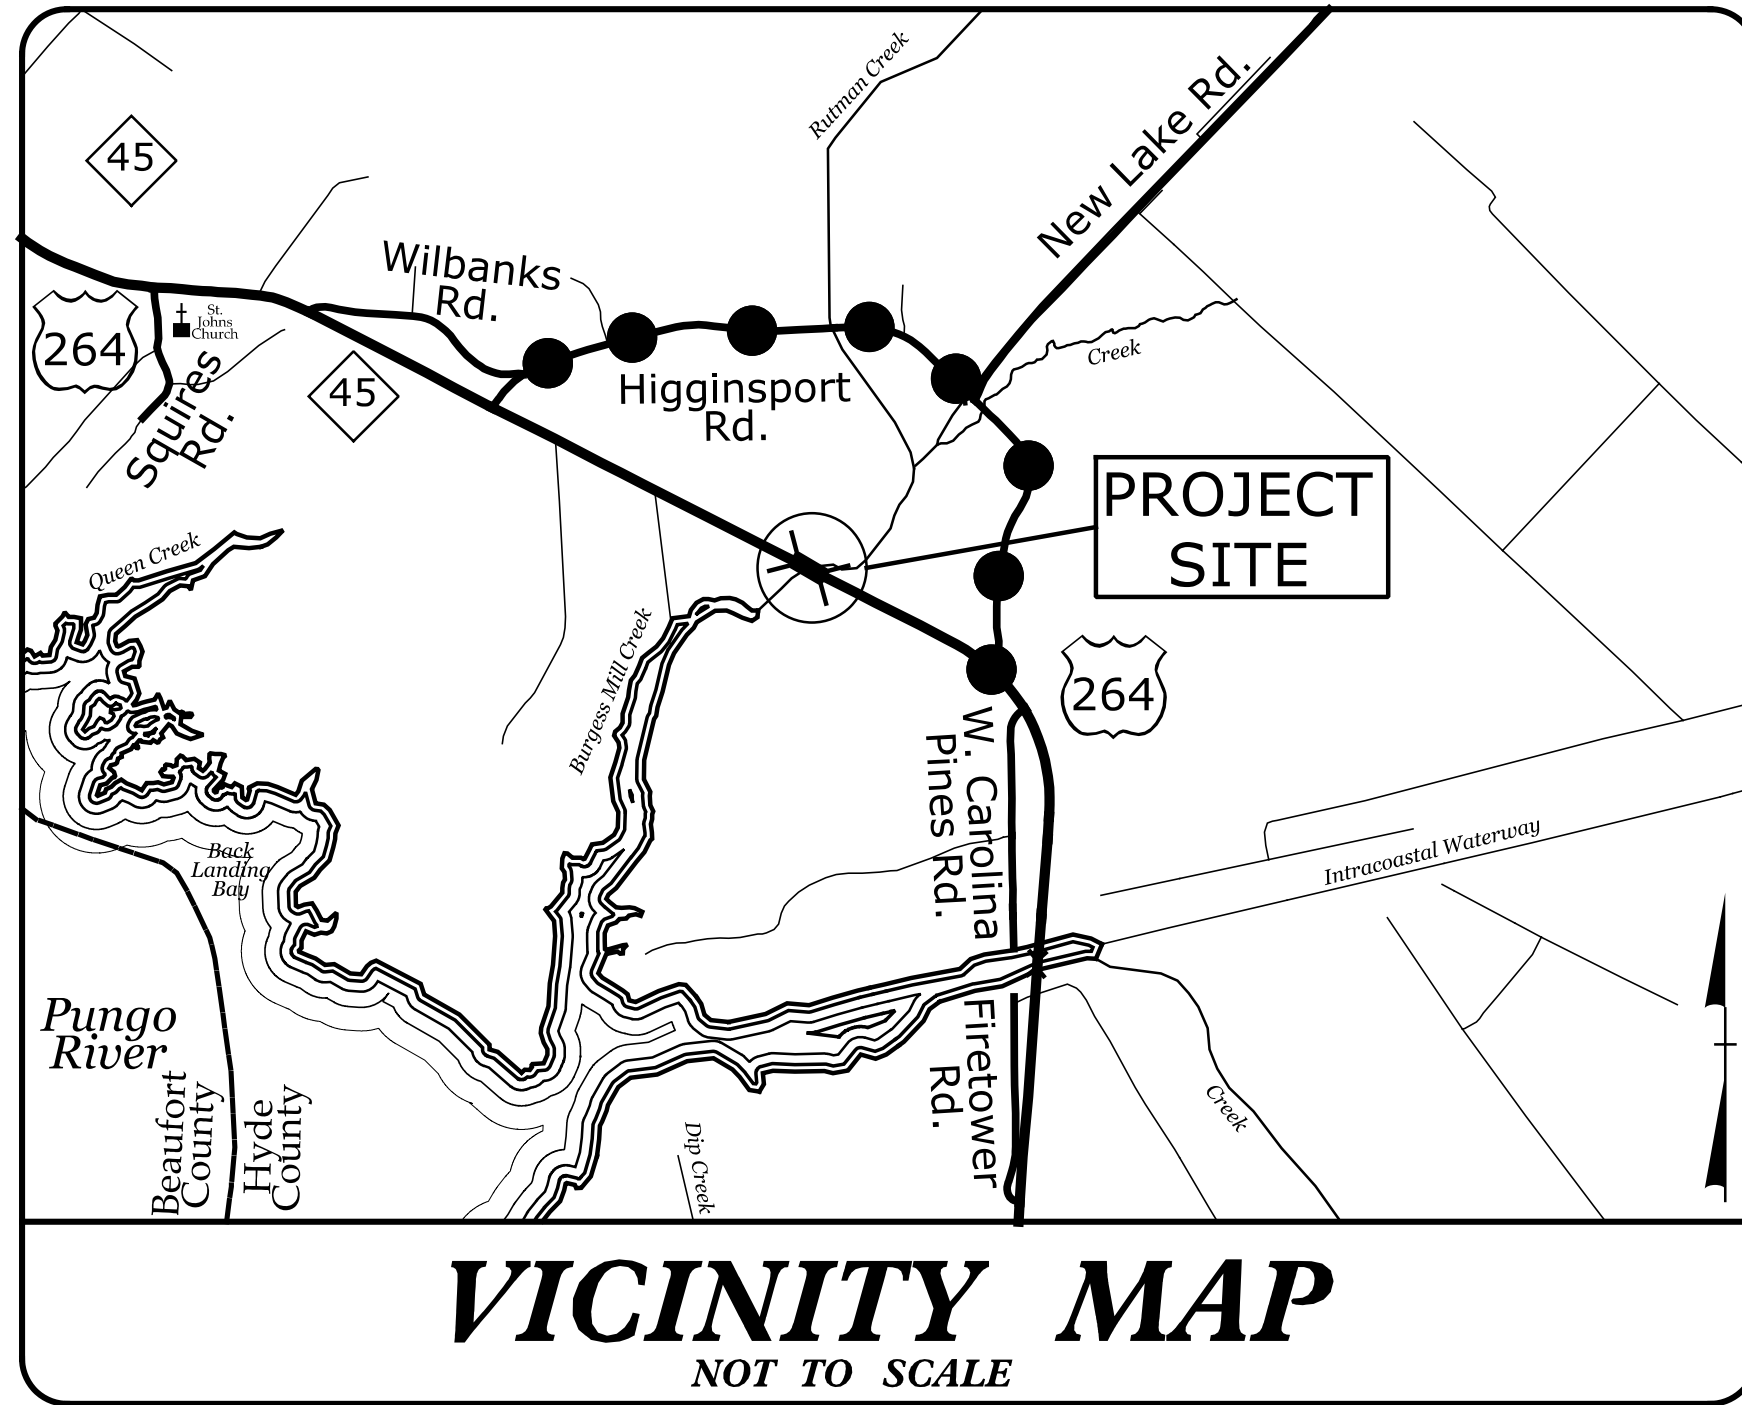 Rutman Creek
New Lake Rd.
45
Wilbanks
Rd.
264
St.
Johns
Church
45
Squires
Rd.
Higginsport
Rd.
Creek
PROJECT
SITE
Queen Creek
Burgess Mill Creek
264
W. Carolina
Pines Rd.
Back
Landing
Bay
Intracoastal Waterway
Pungo
River
Beaufort
County
Hyde
County
Firetower
Rd.
Dip Creek
Creek
VICINITY MAP
NOT TO SCALE